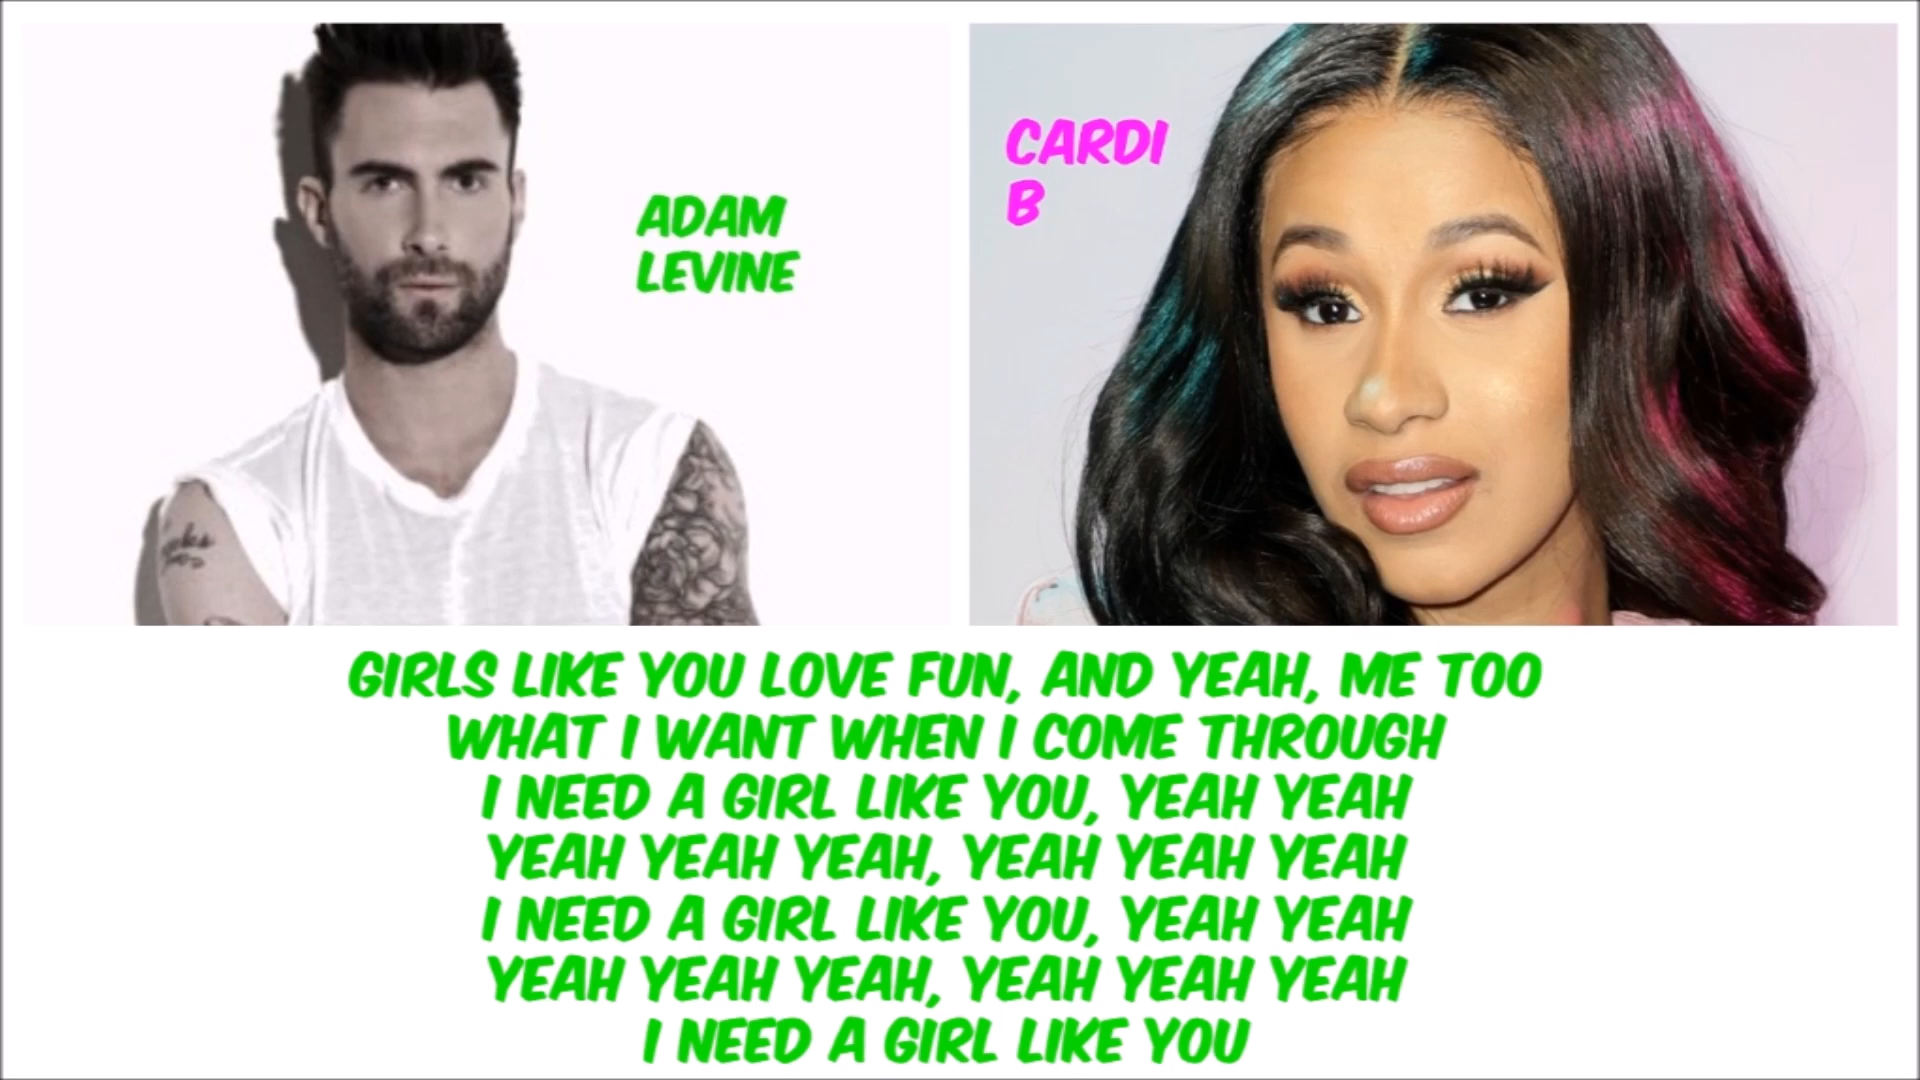 ADAM
LEVINE
CARDI
B
GIRLS LIKE YOU LOVE FUN, AND YEAH, ME TOO
WHAT I WANT WHEN I COME THROUGH
I NEED A GIRL LIKE YOU, YEAH YEAH
YEAH YEAH YEAH, YEAH YEAH YEAH
I NEED A GIRL LIKE YOU, YEAH YEAH
YEAH YEAH YEAH, YEAH YEAH YEAH
I NEED A GIRL LIKE YOU